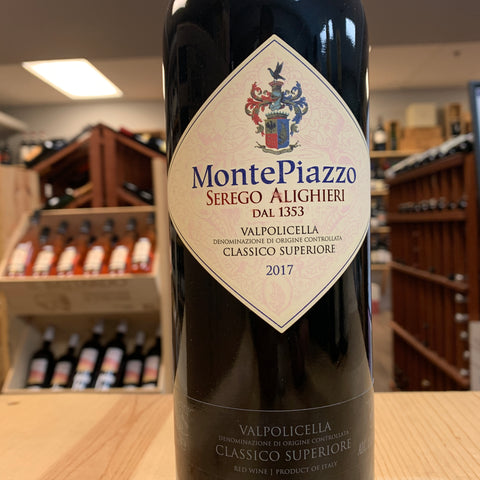 MontePiazzo
SEREGO ALIGHIERI
DAL 1353
VALPOLICELLA
DENOMINAZIONE DI ORIGINE CONTROLLATA
CLASSICO SUPERIORE
2017
VALPOLICELLA
DENOMINAZIONE DI ORIGINE CONTROLLATA
CLASSICO SUPERIORE
RED WINE | PRODUCT OF ITALY